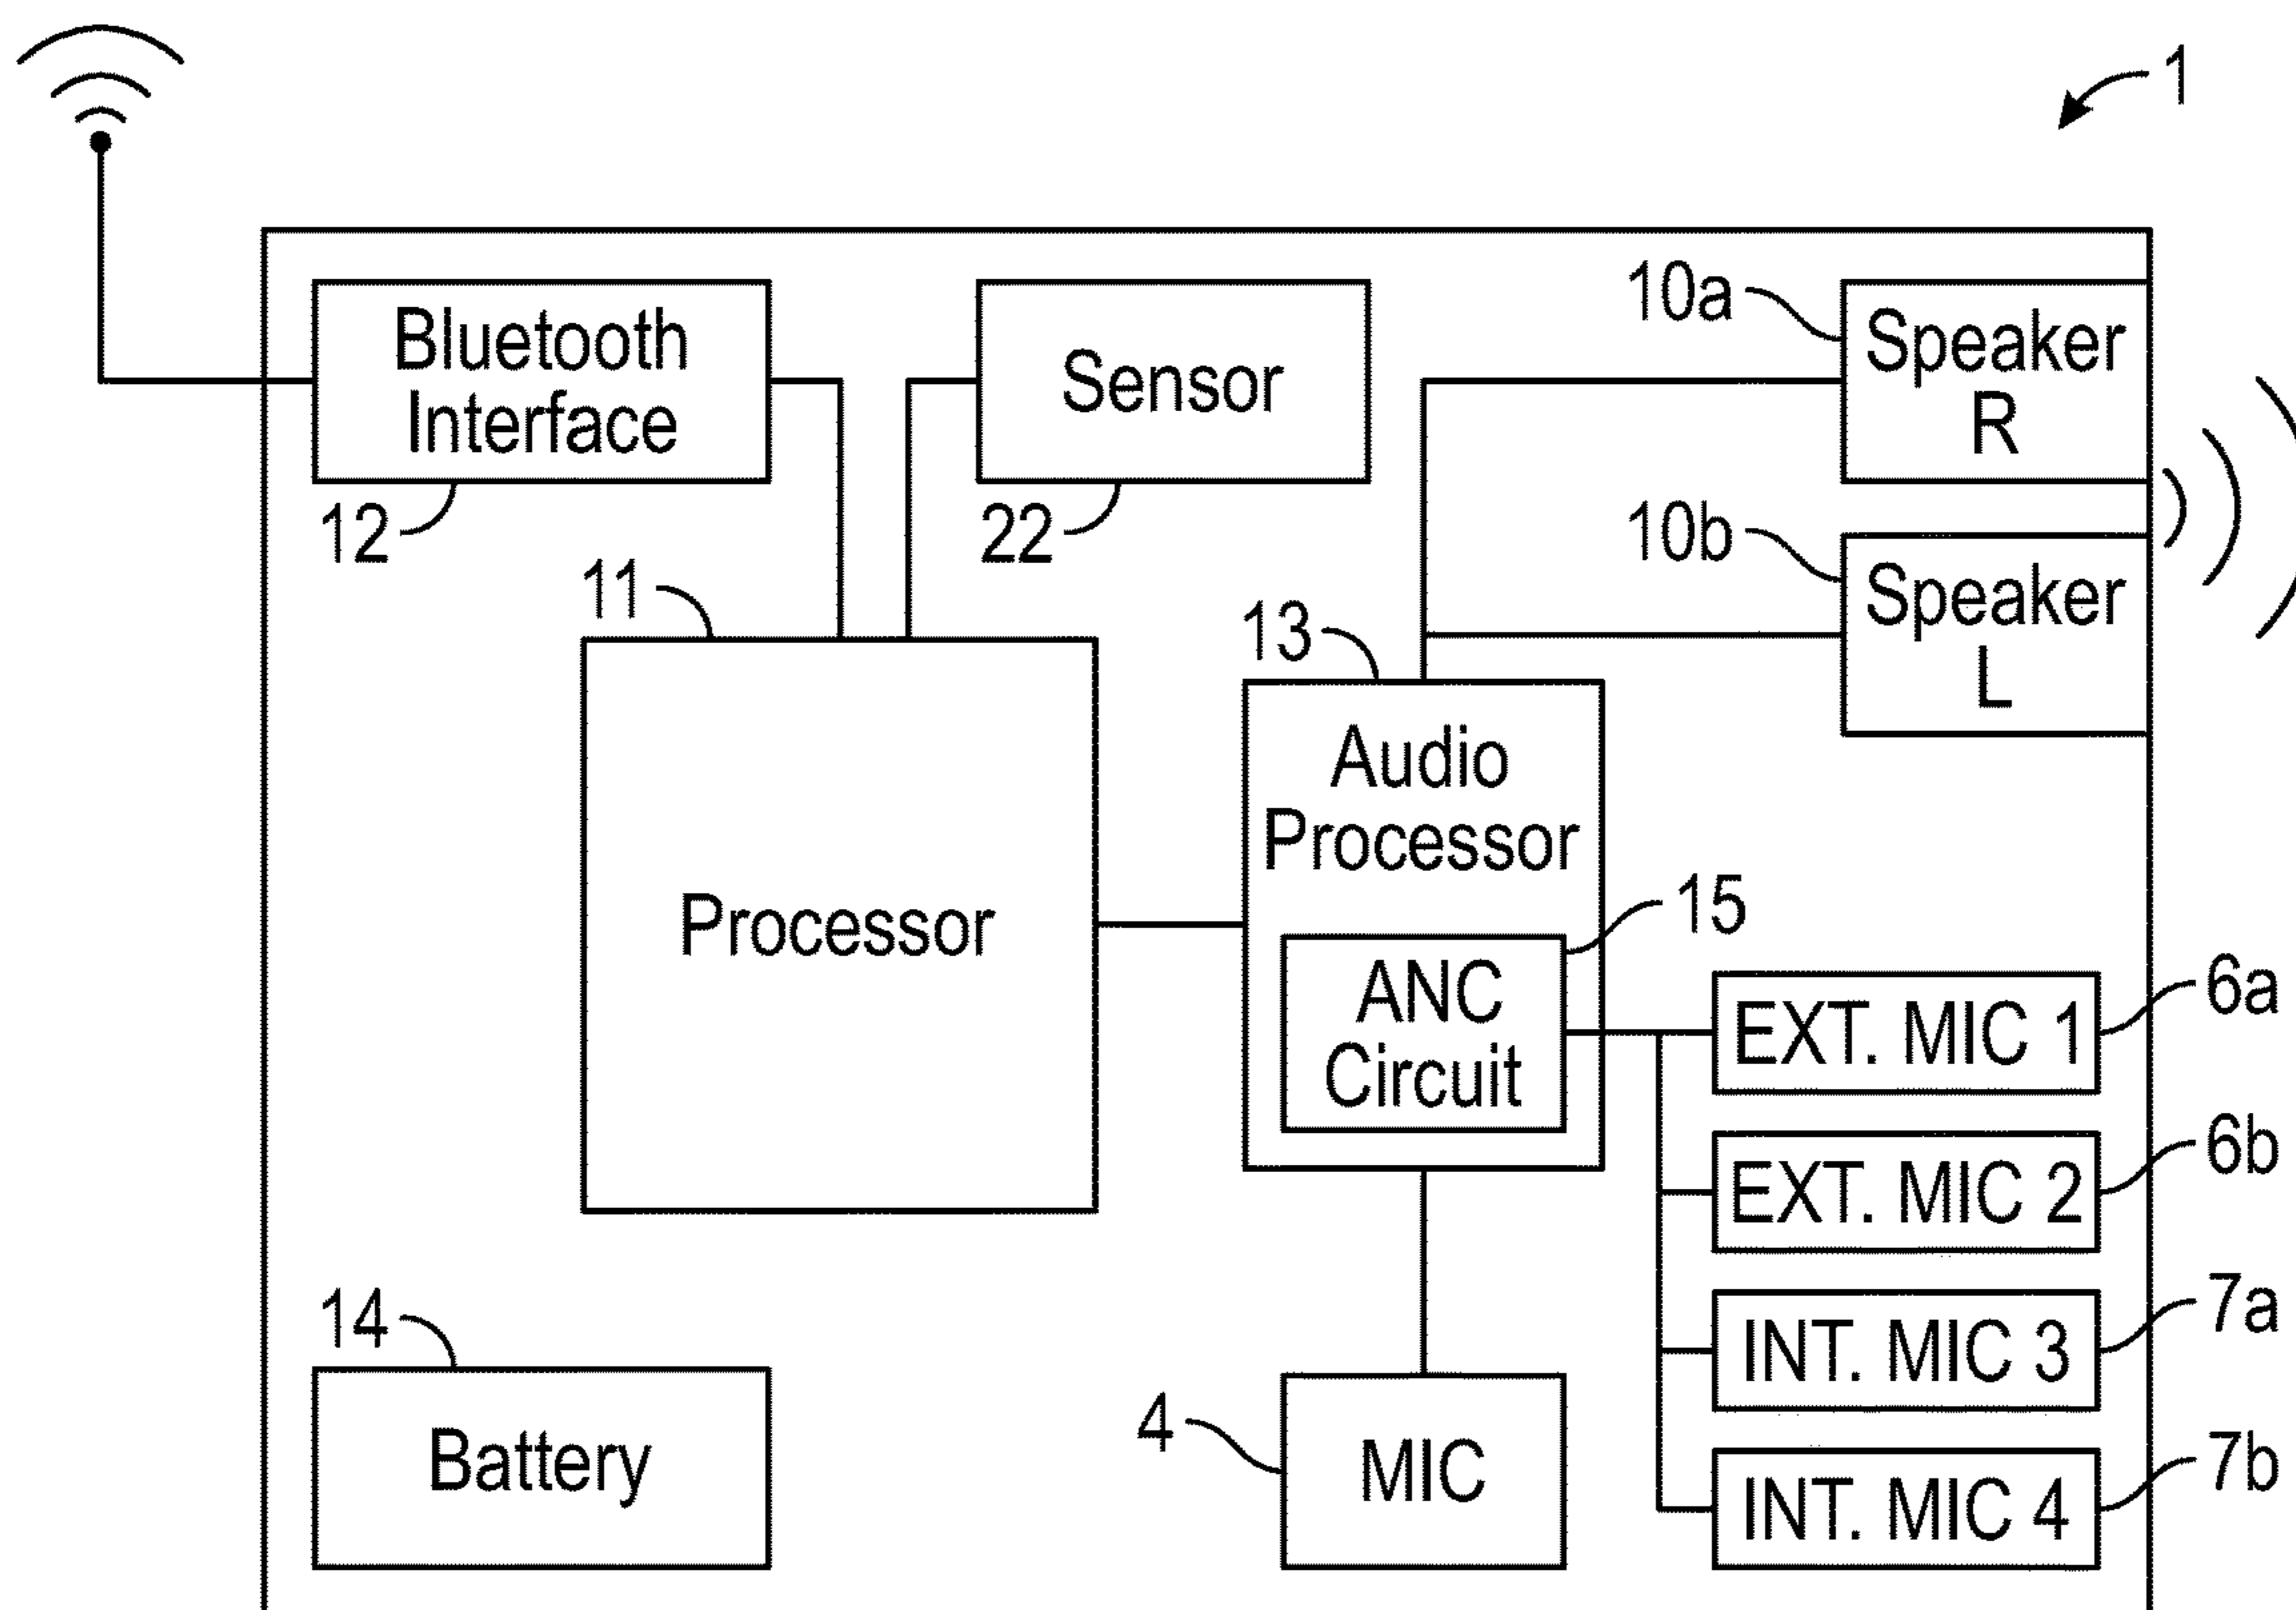 1
Bluetooth
Interface
12
Sensor
22
10a
Speaker
R
10b
Speaker
L
11
Processor
13
Audio
Processor
15
ANC
Circuit
EXT. MIC 1
6a
EXT. MIC 2
6b
INT. MIC 3
7a
INT. MIC 4
7b
14
Battery
4
MIC